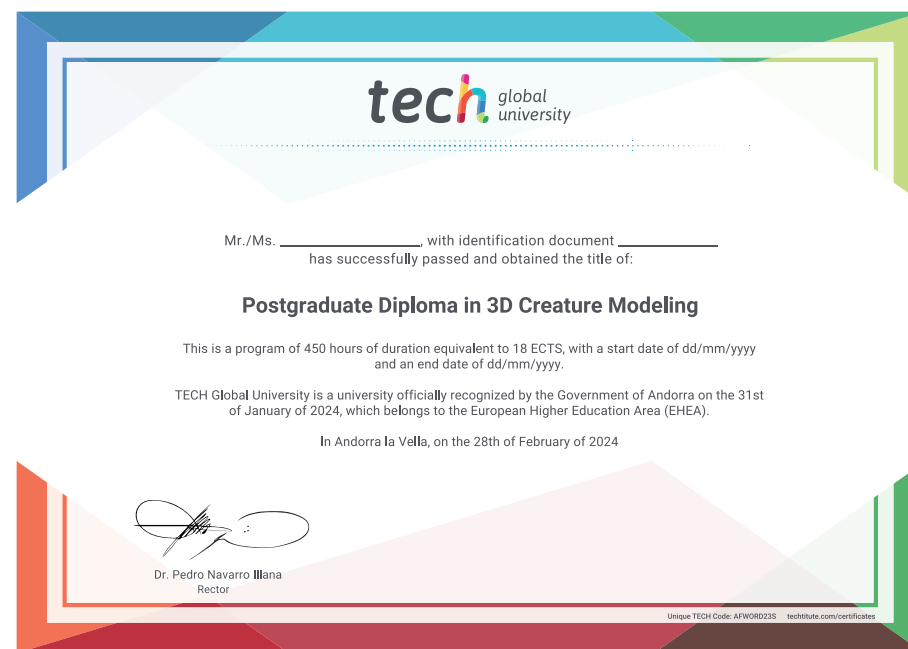 tech global university
Mr./Ms. ____________, with identification document ____________
has successfully passed and obtained the title of:
Postgraduate Diploma in 3D Creature Modeling
This is a program of 450 hours of duration equivalent to 18 ECTS, with a start date of dd/mm/yyyy
and an end date of dd/mm/yyyy.
TECH Global University is a university officially recognized by the Government of Andorra on the 31st
of January of 2024, which belongs to the European Higher Education Area (EHEA).
In Andorra la Vella, on the 28th of February of 2024
Dr. Pedro Navarro Illana
Rector
Unique TECH Code: AFWORD23S techtitute.com/certificates